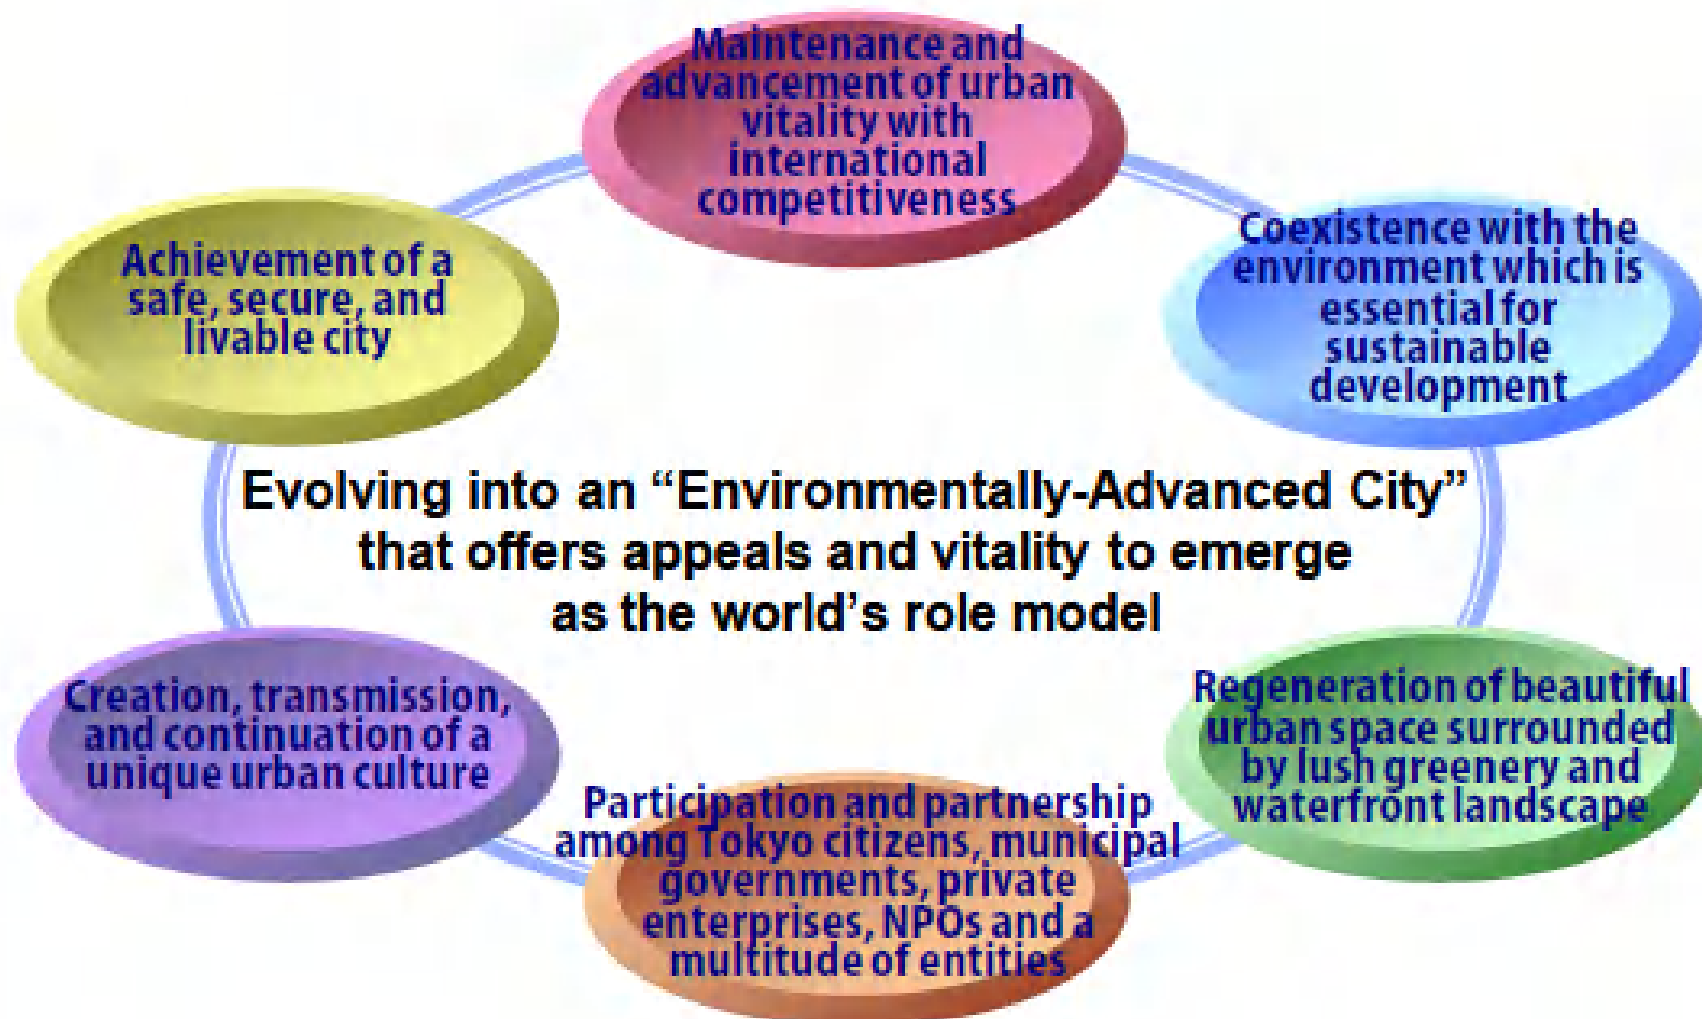 Maintenance and
advancement of urban
vitality with
international
competitiveness
Coexistence with the
environment which is
essential for
sustainable
development
Achievement of a
safe, secure, and
livable city
Evolving into an “Environmentally-Advanced City”
that offers appeals and vitality to emerge
as the world’s role model
Regeneration of beautiful
urban space surrounded
by lush greenery and
waterfront landscape
Creation, transmission,
and continuation of a
unique urban culture
Participation and partnership
among Tokyo citizens, municipal
governments, private
enterprises, NPOs and a
multitude of entities